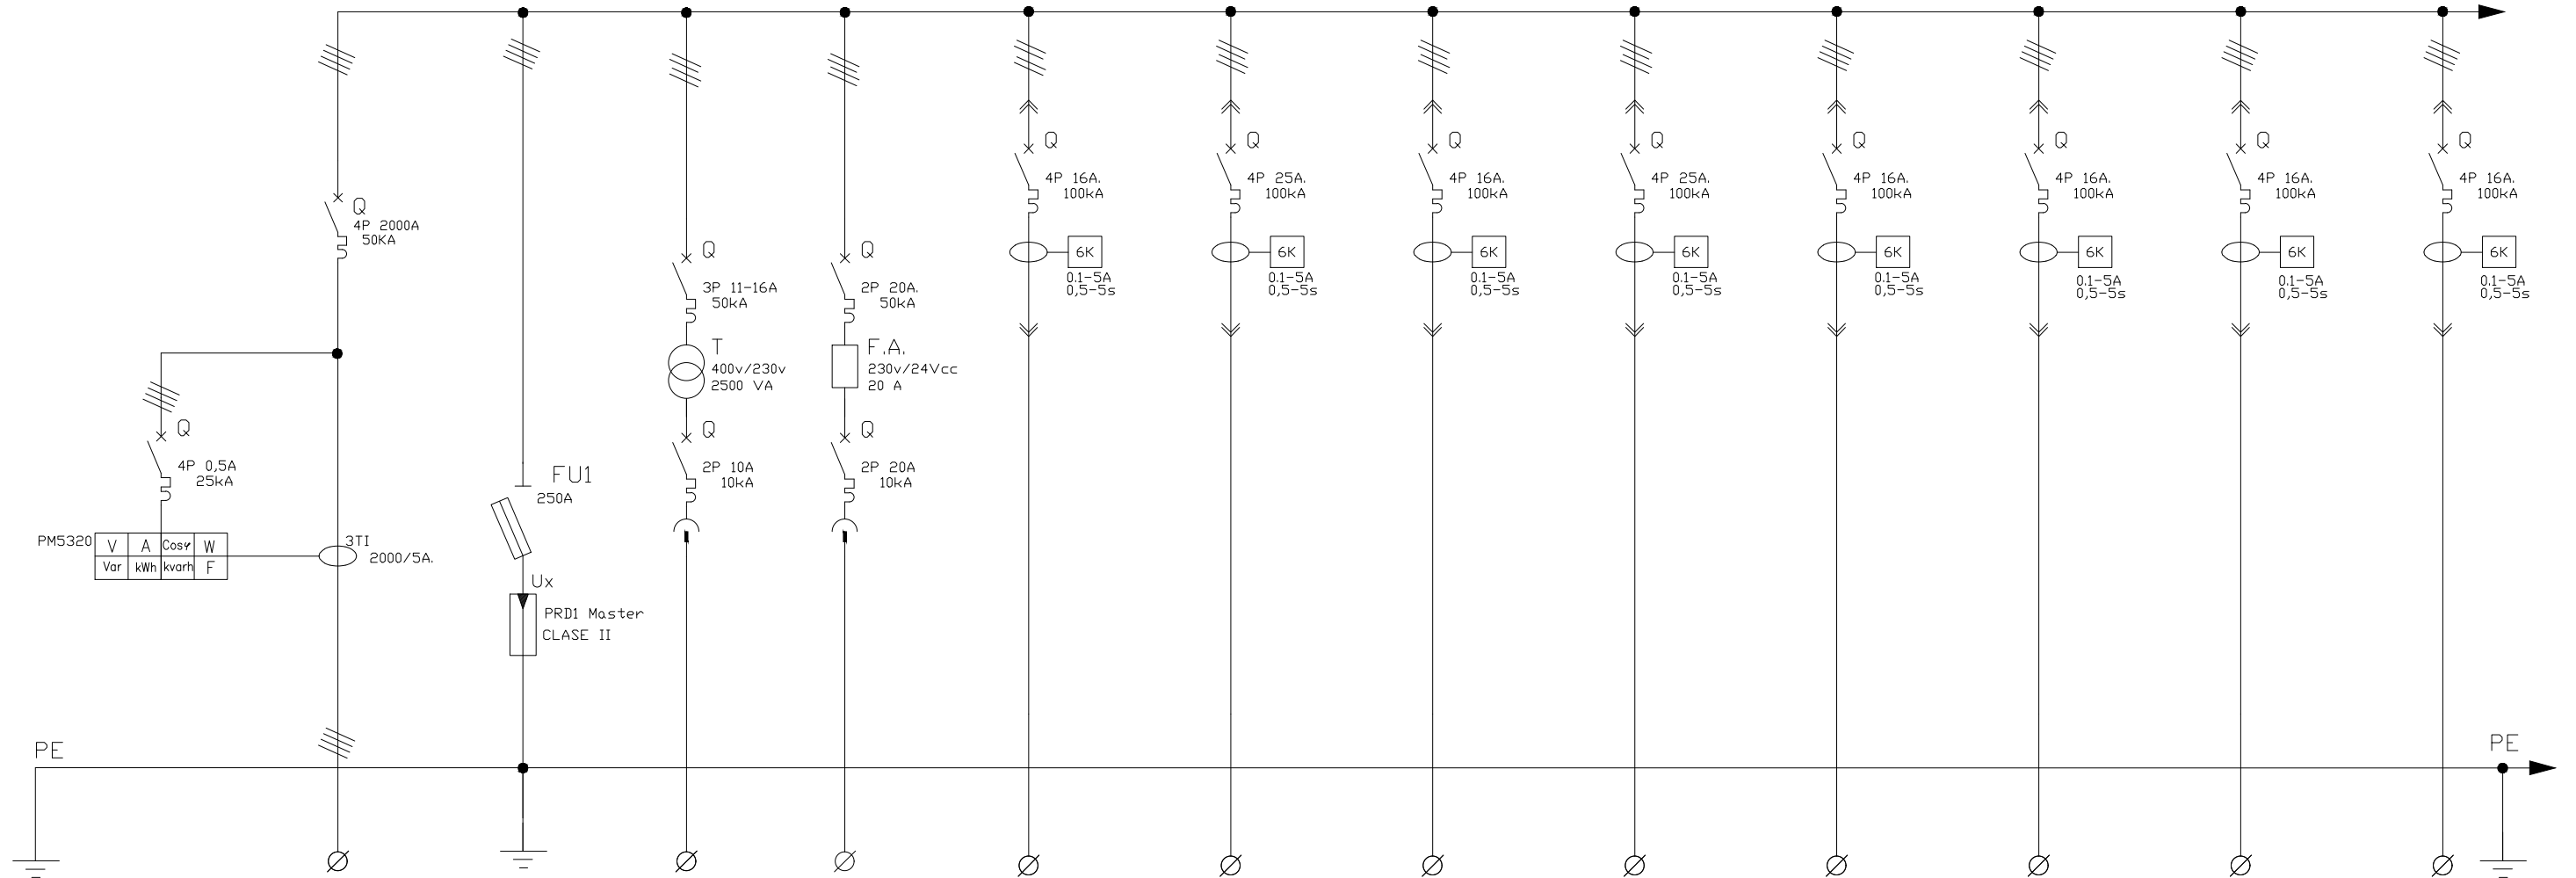 Q
4P 2000A
50KA
Q
4P 0,5A
25kA
PM5320
V A Cosφ W
Var kWh kvarh F
3TI
2000/5A.
FU1
250A
Ux
PRD1 Master
CLASE II
Q
3P 11-16A
50kA
T
400v/230v
2500 VA
Q
2P 10A
10kA
Q
2P 20A.
50kA
F.A.
230v/24Vcc
20 A
Q
2P 20A
10kA
Q
4P 16A.
100kA
6K
0.1-5A
0,5-5s
Q
4P 25A.
100kA
6K
0.1-5A
0,5-5s
Q
4P 16A.
100kA
6K
0.1-5A
0,5-5s
Q
4P 25A.
100kA
6K
0.1-5A
0,5-5s
Q
4P 16A.
100kA
6K
0.1-5A
0,5-5s
Q
4P 16A.
100kA
6K
0.1-5A
0,5-5s
Q
4P 16A.
100kA
6K
0.1-5A
0,5-5s
Q
4P 16A.
100kA
6K
0.1-5A
0,5-5s
PE
PE